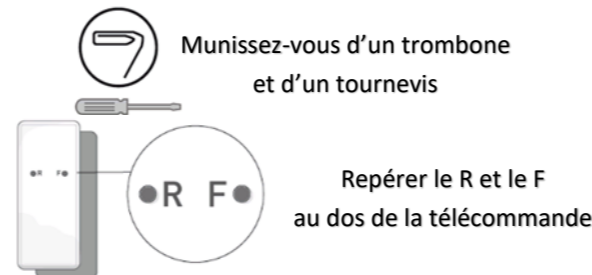 Munissez-vous d'un trombone
et d'un tournevis
R F
R F
Repérer le R et le F
au dos de la télécommande